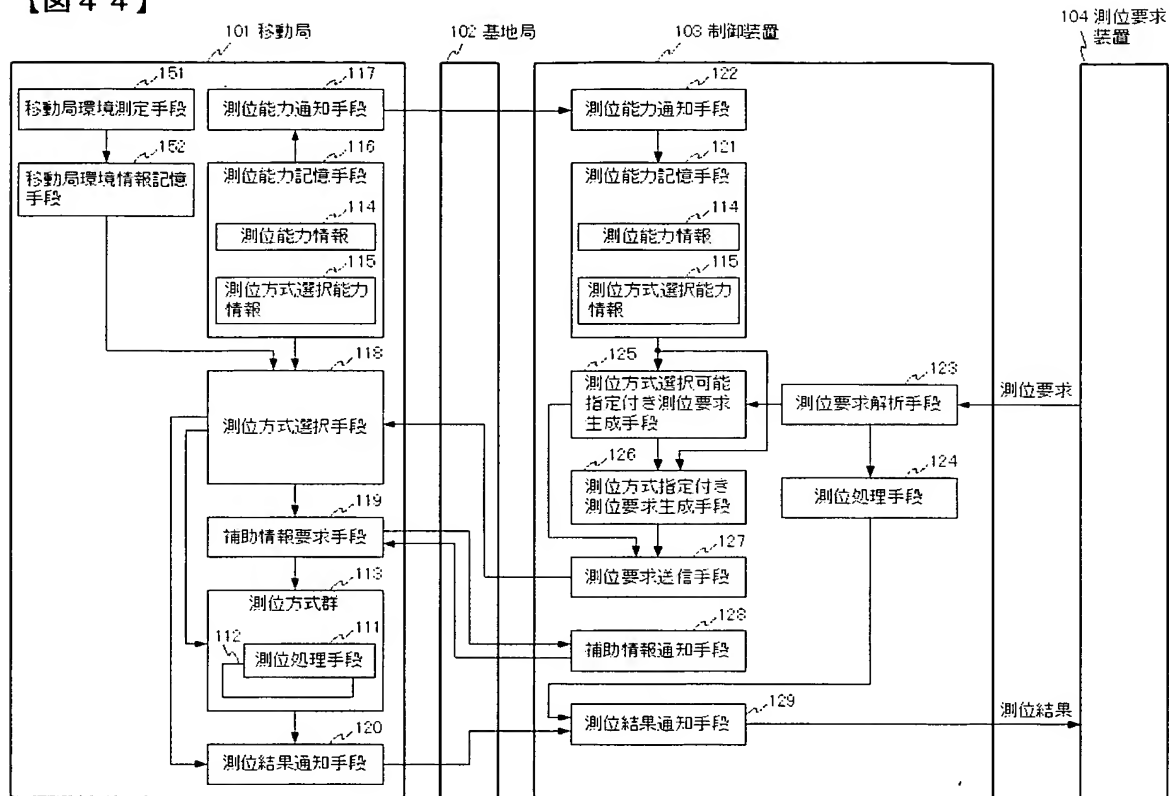 【図４４】
101 移動局
102 基地局
103 制御装置
104 測位要求
装置
151
移動局環境測定手段
152
移動局環境情報記憶
手段
117
測位能力通知手段
116
測位能力記憶手段
114
測位能力情報
115
測位方式選択能力
情報
118
測位方式選択手段
119
補助情報要求手段
113
測位方式群
112
111
測位処理手段
120
測位結果通知手段
122
測位能力通知手段
121
測位能力記憶手段
114
測位能力情報
115
測位方式選択能力
情報
125
測位方式選択可能
指定付き測位要求
生成手段
123
測位要求解析手段
測位要求
126
測位方式指定付き
測位要求生成手段
124
測位処理手段
127
測位要求送信手段
128
補助情報通知手段
129
測位結果通知手段
測位結果